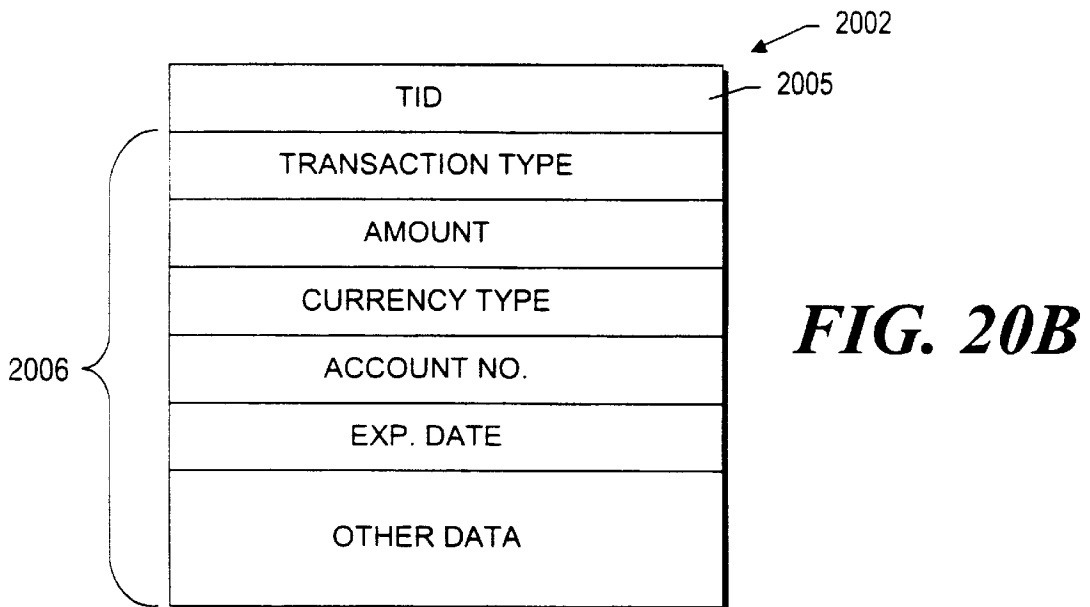 2002
TID
2005
TRANSACTION TYPE
AMOUNT
CURRENCY TYPE
FIG. 20B
2006
ACCOUNT NO.
EXP. DATE
OTHER DATA